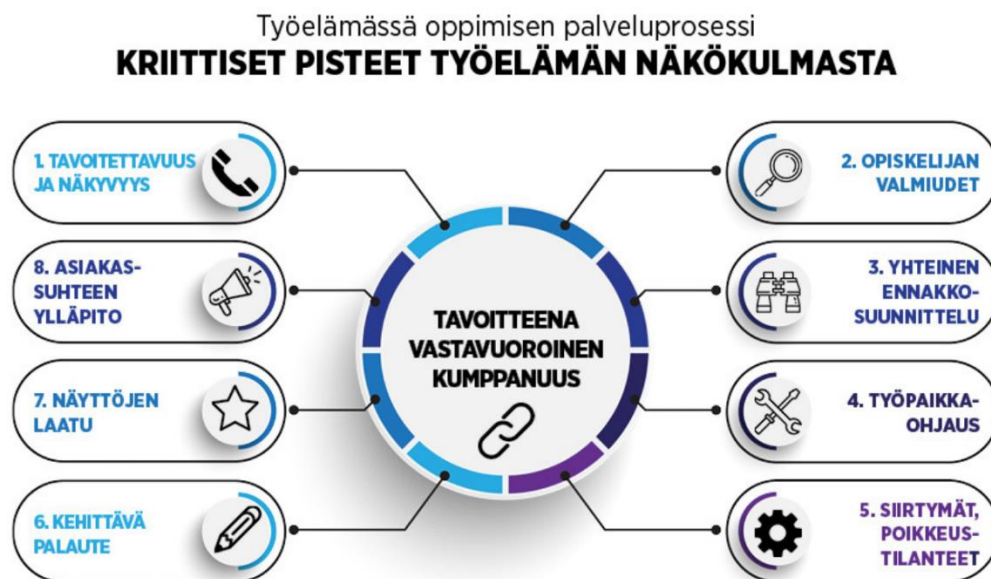 Työelämässä oppimisen palveluprosessi
KRIITTISET PISTEET TYÖELÄMÄN NÄKÖKULMASTA
1. TAVOITETTAVUUS
JA NÄKYVYYS
2. OPISKELIJAN
VALMIUDET
3. YHTEINEN
ENNAKKO-
SUUNNITTELU
4. TYÖPAIKKA-
OHJAUS
5. SIIRTYMÄT,
POIKKEUS-
TILANTEET
6. KEHITTÄVÄ
PALAUTE
7. NÄYTTÖJEN
LAATU
8. ASIAKAS-
SUHTEEN
YLLÄPITO
TAVOITTEENA
VASTAVUOROINEN
KUMPPANUUS